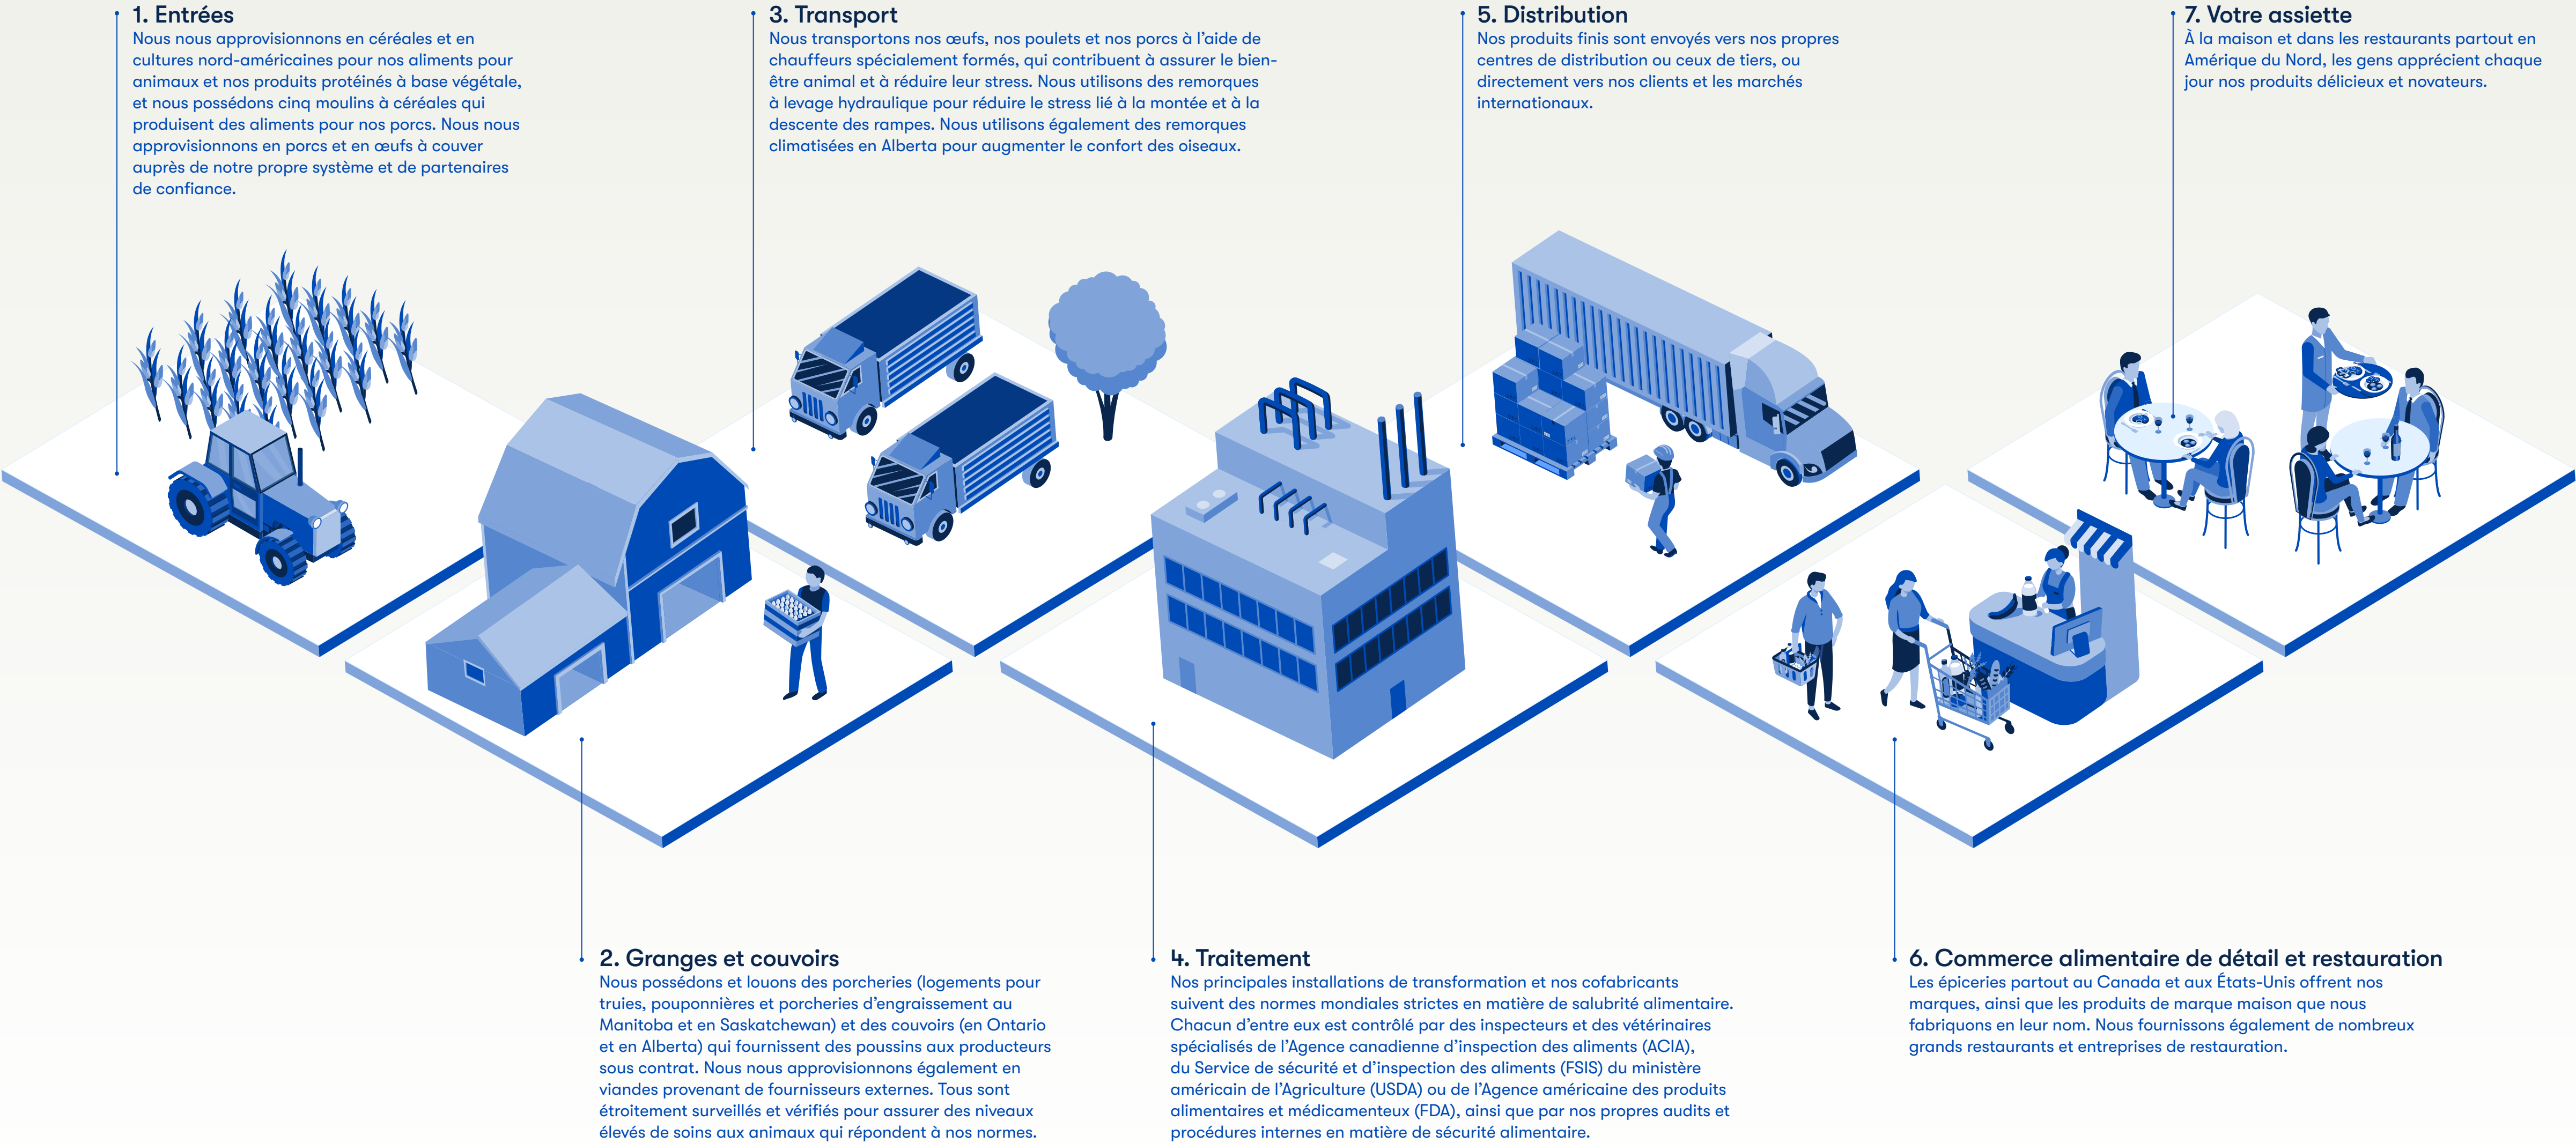 1. Entrées
Nous nous approvisionnons en céréales et en
cultures nord-américaines pour nos aliments pour
animaux et nos produits protéinés à base végétale,
et nous possédons cinq moulins à céréales qui
produisent des aliments pour nos porcs. Nous nous
approvisionnons en porcs et en œufs à couver
auprès de notre propre système et de partenaires
de confiance.
3. Transport
Nous transportons nos œufs, nos poulets et nos porcs à l’aide de
chauffeurs spécialement formés, qui contribuent à assurer le bien-
être animal et à réduire leur stress. Nous utilisons des remorques
à levage hydraulique pour réduire le stress lié à la montée et à la
descente des rampes. Nous utilisons également des remorques
climatisées en Alberta pour augmenter le confort des oiseaux.
5. Distribution
Nos produits finis sont envoyés vers nos propres
centres de distribution ou ceux de tiers, ou
directement vers nos clients et les marchés
internationaux.
7. Votre assiette
À la maison et dans les restaurants partout en
Amérique du Nord, les gens apprécient chaque
jour nos produits délicieux et novateurs.
2. Granges et couvoirs
Nous possédons et louons des porcheries (logements pour
truies, pouponnières et porcheries d’engraissement au
Manitoba et en Saskatchewan) et des couvoirs (en Ontario
et en Alberta) qui fournissent des poussins aux producteurs
sous contrat. Nous nous approvisionnons également en
viandes provenant de fournisseurs externes. Tous sont
étroitement surveillés et vérifiés pour assurer des niveaux
élevés de soins aux animaux qui répondent à nos normes.
4. Traitement
Nos principales installations de transformation et nos cofabricants
suivent des normes mondiales strictes en matière de salubrité alimentaire.
Chacun d’entre eux est contrôlé par des inspecteurs et des vétérinaires
spécialisés de l’Agence canadienne d’inspection des aliments (ACIA),
du Service de sécurité et d’inspection des aliments (FSIS) du ministère
américain de l’Agriculture (USDA) ou de l’Agence américaine des produits
alimentaires et médicamenteux (FDA), ainsi que par nos propres audits et
procédures internes en matière de sécurité alimentaire.
6. Commerce alimentaire de détail et restauration
Les épiceries partout au Canada et aux États-Unis offrent nos
marques, ainsi que les produits de marque maison que nous
fabriquons en leur nom. Nous fournissons également de nombreux
grands restaurants et entreprises de restauration.